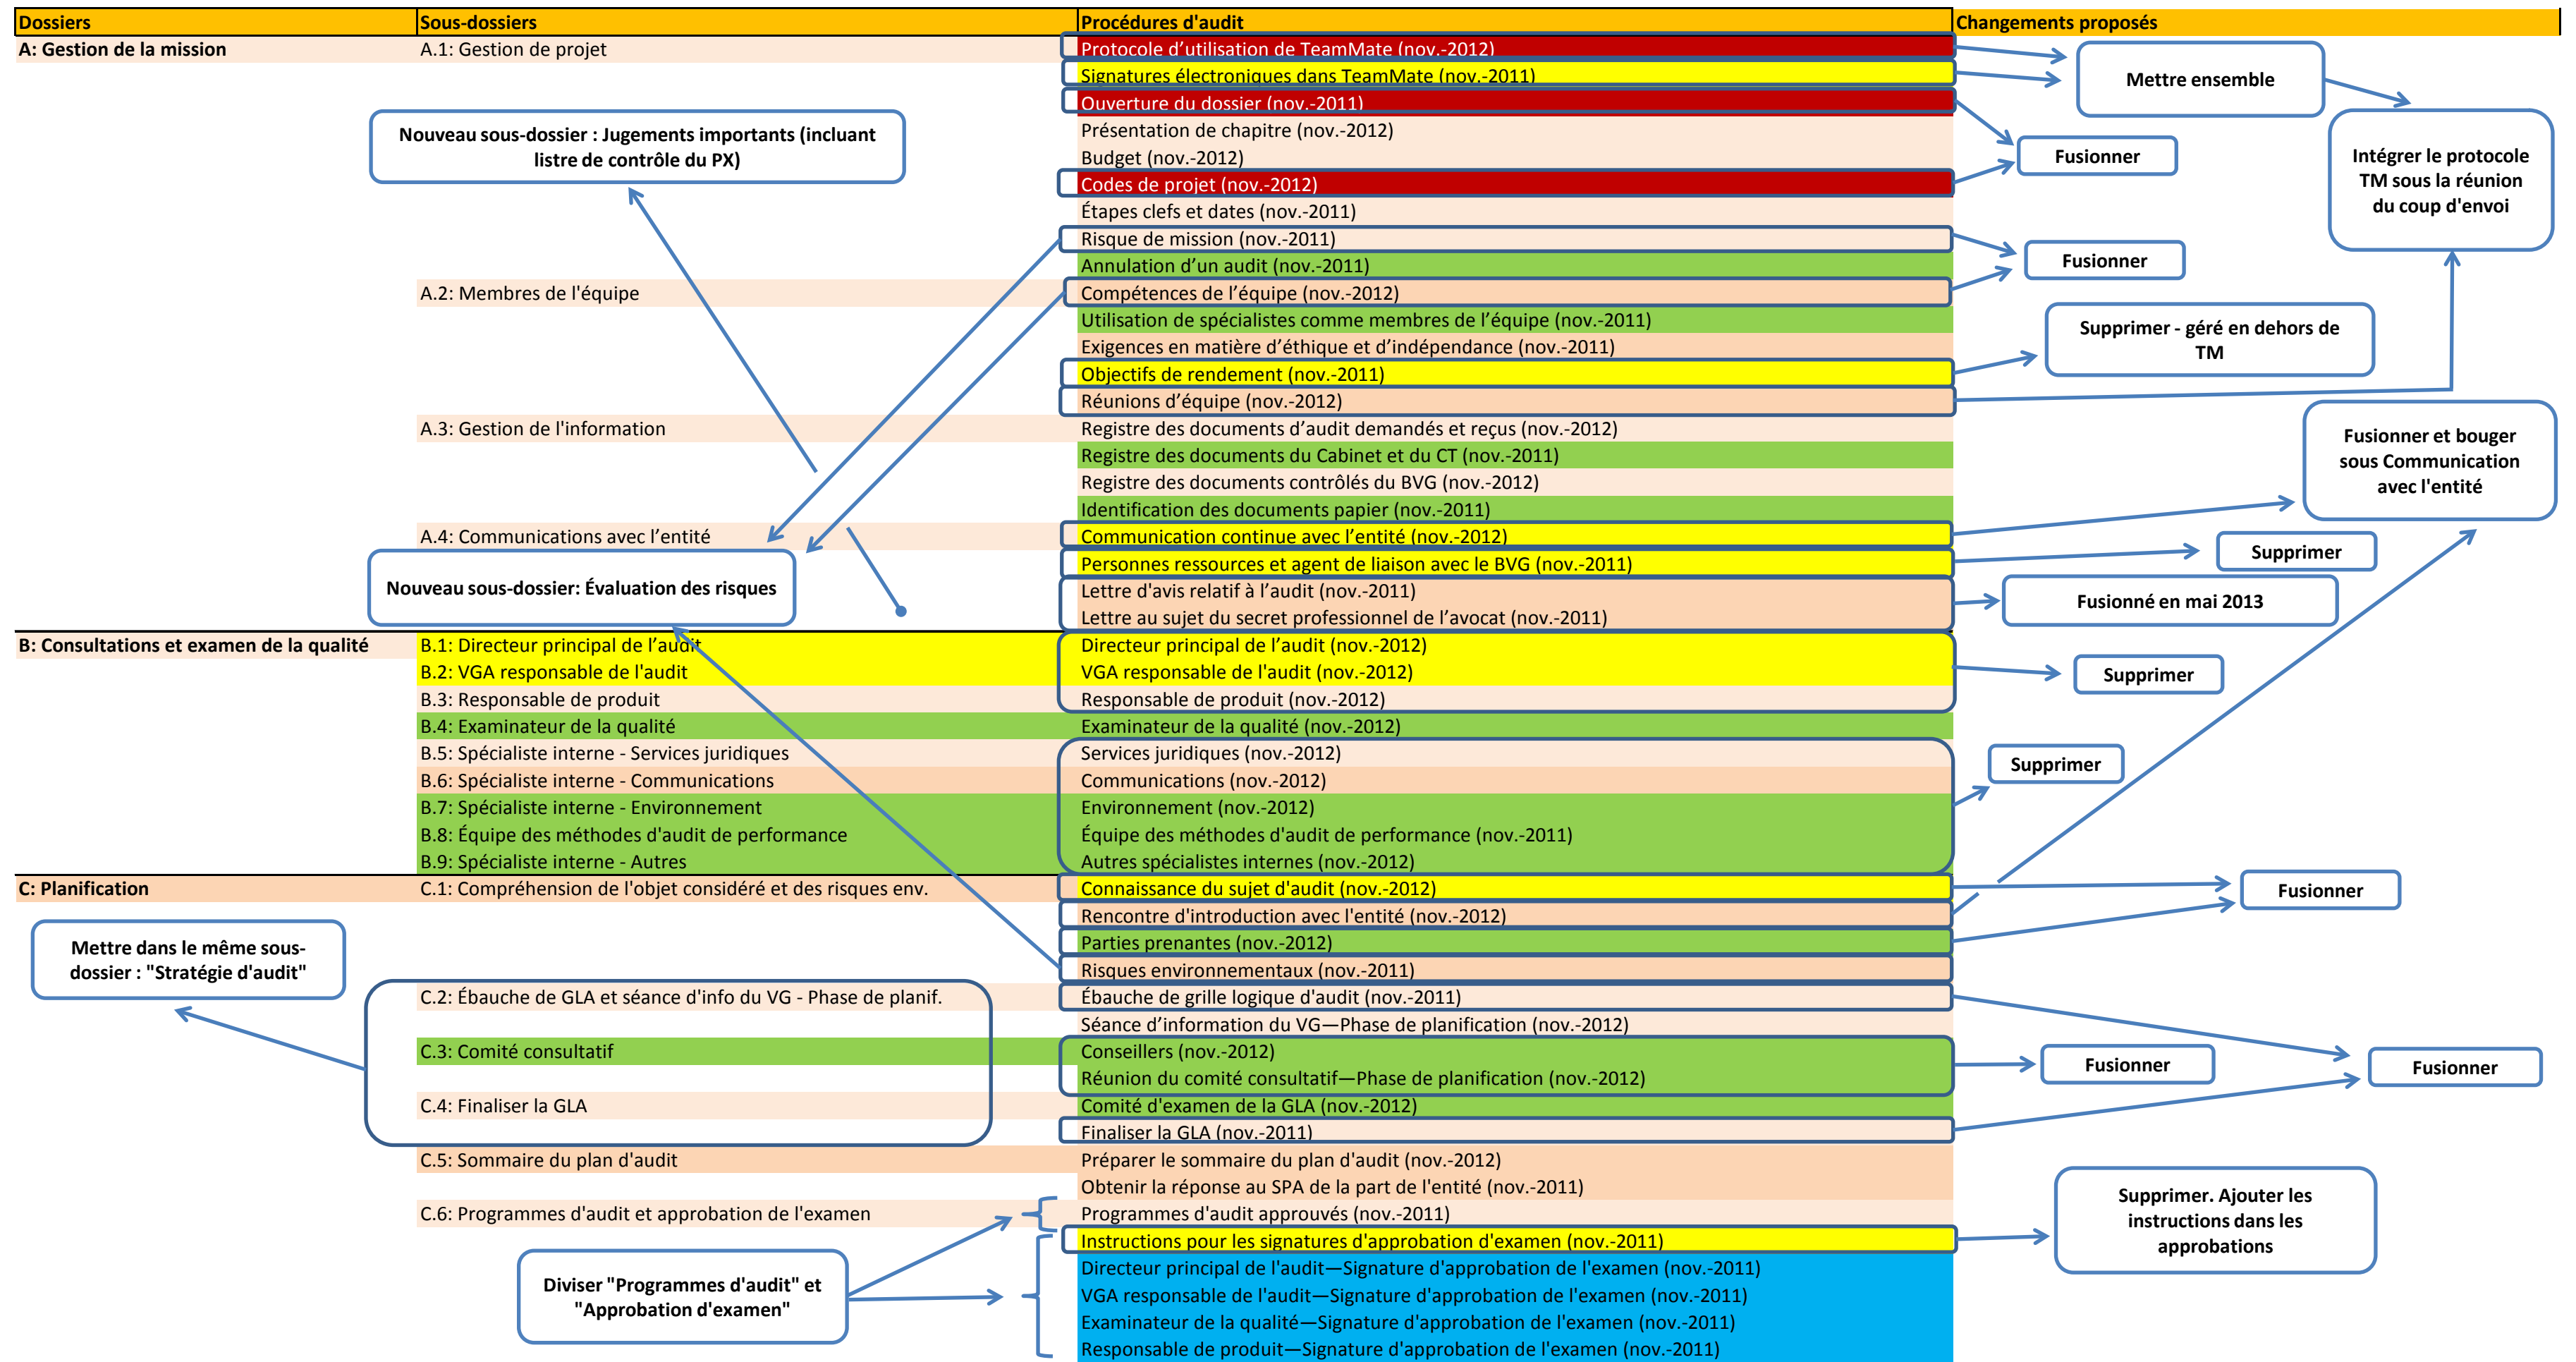 Dossiers	Sous-dossiers	Procédures d'audit	Changements proposés
A: Gestion de la mission	A.1: Gestion de projet	Protocole d’utilisation de TeamMate (nov.-2012)
Signatures électroniques dans TeamMate (nov.-2011)
Mettre ensemble
Ouverture du dossier (nov.-2011)
Nouveau sous-dossier : Jugements importants (incluant
listre de contrôle du PX)
Présentation de chapitre (nov.-2012)
Budget (nov.-2012)
Fusionner
Intégrer le protocole
TM sous la réunion
du coup d'envoi
Codes de projet (nov.-2012)
Étapes clefs et dates (nov.-2011)
Risque de mission (nov.-2011)
Annulation d’un audit (nov.-2011)
Fusionner
A.2: Membres de l'équipe	Compétences de l’équipe (nov.-2012)
Utilisation de spécialistes comme membres de l’équipe (nov.-2011)
Supprimer - géré en dehors de
TM
Exigences en matière d’éthique et d’indépendance (nov.-2011)
Objectifs de rendement (nov.-2011)
Réunions d’équipe (nov.-2012)
A.3: Gestion de l'information	Registre des documents d’audit demandés et reçus (nov.-2012)
Fusionner et bouger
sous Communication
avec l'entité
Registre des documents du Cabinet et du CT (nov.-2011)
Registre des documents contrôlés du BVG (nov.-2012)
Identification des documents papier (nov.-2011)
A.4: Communications avec l’entité	Communication continue avec l’entité (nov.-2012)
Supprimer
Personnes ressources et agent de liaison avec le BVG (nov.-2011)
Nouveau sous-dossier: Évaluation des risques
Lettre d'avis relatif à l’audit (nov.-2011)
Fusionné en mai 2013
Lettre au sujet du secret professionnel de l’avocat (nov.-2011)
B: Consultations et examen de la qualité	B.1: Directeur principal de l’audit	Directeur principal de l’audit (nov.-2012)
B.2: VGA responsable de l'audit	VGA responsable de l'audit (nov.-2012)
Supprimer
B.3: Responsable de produit	Responsable de produit (nov.-2012)
B.4: Examinateur de la qualité	Examinateur de la qualité (nov.-2012)
B.5: Spécialiste interne - Services juridiques	Services juridiques (nov.-2012)
Supprimer
B.6: Spécialiste interne - Communications	Communications (nov.-2012)
B.7: Spécialiste interne - Environnement	Environnement (nov.-2012)
B.8: Équipe des méthodes d'audit de performance	Équipe des méthodes d'audit de performance (nov.-2011)
B.9: Spécialiste interne - Autres	Autres spécialistes internes (nov.-2012)
C: Planification	C.1: Compréhension de l'objet considéré et des risques env.	Connaissance du sujet d'audit (nov.-2012)
Fusionner
Rencontre d'introduction avec l'entité (nov.-2012)
Mettre dans le même sous-
dossier : "Stratégie d'audit"
Parties prenantes (nov.-2012)
Risques environnementaux (nov.-2011)
C.2: Ébauche de GLA et séance d'info du VG - Phase de planif.	Ébauche de grille logique d'audit (nov.-2011)
Séance d’information du VG—Phase de planification (nov.-2012)
C.3: Comité consultatif	Conseillers (nov.-2012)
Fusionner
Fusionner
Réunion du comité consultatif—Phase de planification (nov.-2012)
C.4: Finaliser la GLA	Comité d'examen de la GLA (nov.-2012)
Finaliser la GLA (nov.-2011)
C.5: Sommaire du plan d'audit	Préparer le sommaire du plan d'audit (nov.-2012)
Obtenir la réponse au SPA de la part de l'entité (nov.-2011)
Supprimer. Ajouter les
instructions dans les
approbations
C.6: Programmes d'audit et approbation de l'examen	Programmes d'audit approuvés (nov.-2011)
Instructions pour les signatures d'approbation d'examen (nov.-2011)
Diviser "Programmes d'audit" et
"Approbation d'examen"
Directeur principal de l'audit—Signature d'approbation de l'examen (nov.-2011)
VGA responsable de l'audit—Signature d'approbation de l'examen (nov.-2011)
Examinateur de la qualité—Signature d'approbation de l'examen (nov.-2011)
Responsable de produit—Signature d'approbation de l'examen (nov.-2011)